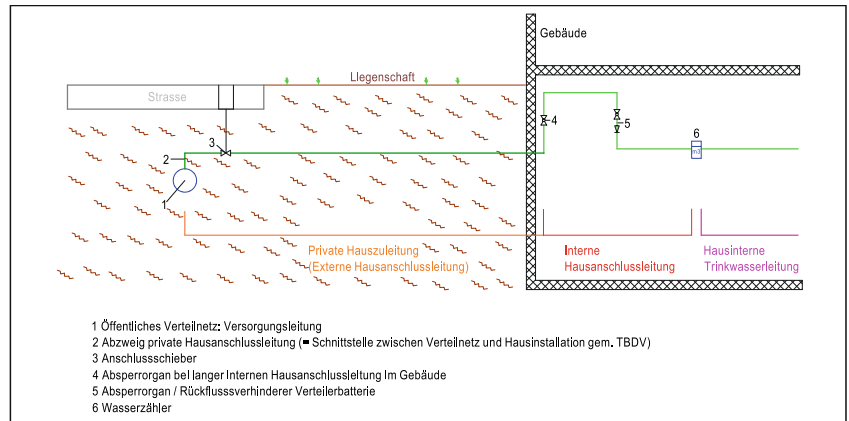 Gebäude
LIegenschaft
Strasse
3
4
5
6
2
m3
1
Private Hauszuleitung
(Externe Hausanschlussleitung)
Interne
Hausanschlussleitung
Hausinterne
Trinkwasserleitung
1 Öffentliches Verteilnetz: Versorgungsleitung
2 Abzweig private Hausanschlussleitung (= Schnittstelle zwischen Verteilnetz und Hausinstallation gem. TBDV)
3 Anschlussschieber
4 Absperrorgan bei langer Internen Hausanschlussleitung Im Gebäude
5 Absperrorgan / Rückflusssverhinderer Verteilerbatterie
6 Wasserzähler